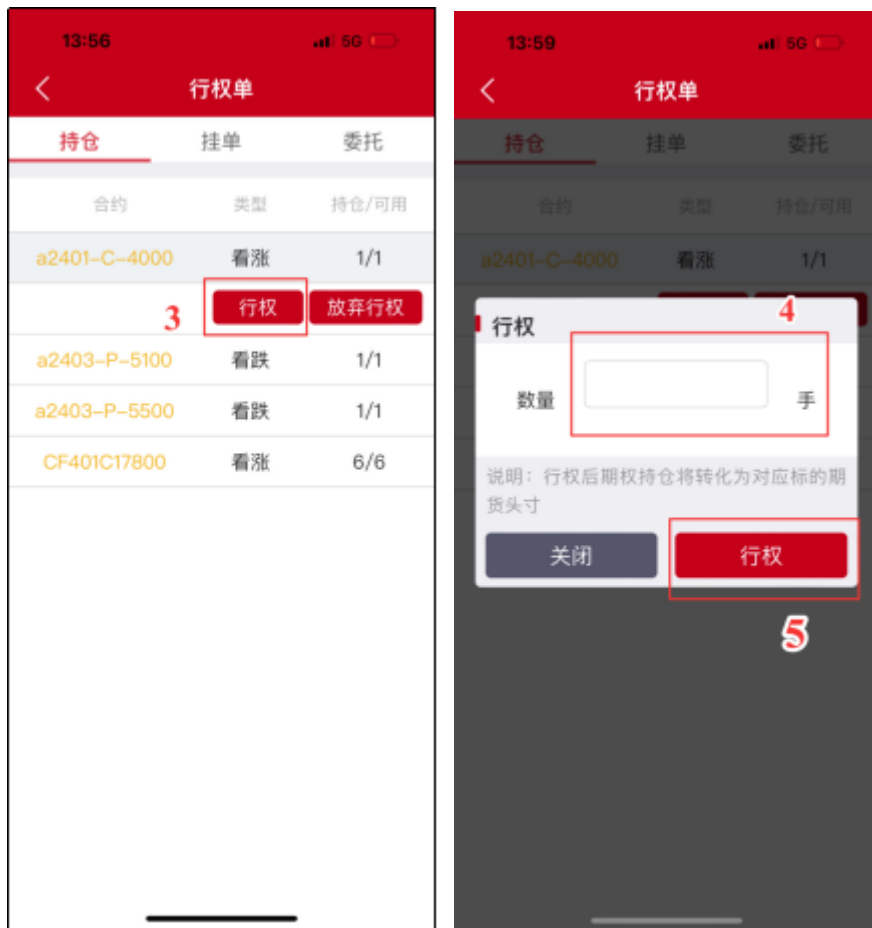 13:56 5G
行权单
持仓 挂单 委托
合约 类型 持仓/可用
a2401-C-4000 看涨 1/1
3 行权 放弃行权
a2403-P-5100 看跌 1/1
a2403-P-5500 看跌 1/1
CF401C17800 看涨 6/6
13:59 5G
行权单
持仓 挂单 委托
合约 类型 持仓/可用
a2401-C-4000 看涨 1/1
4
行权
数量 手
说明：行权后期权持仓将转化为对应标的期
货头寸
关闭 行权
5